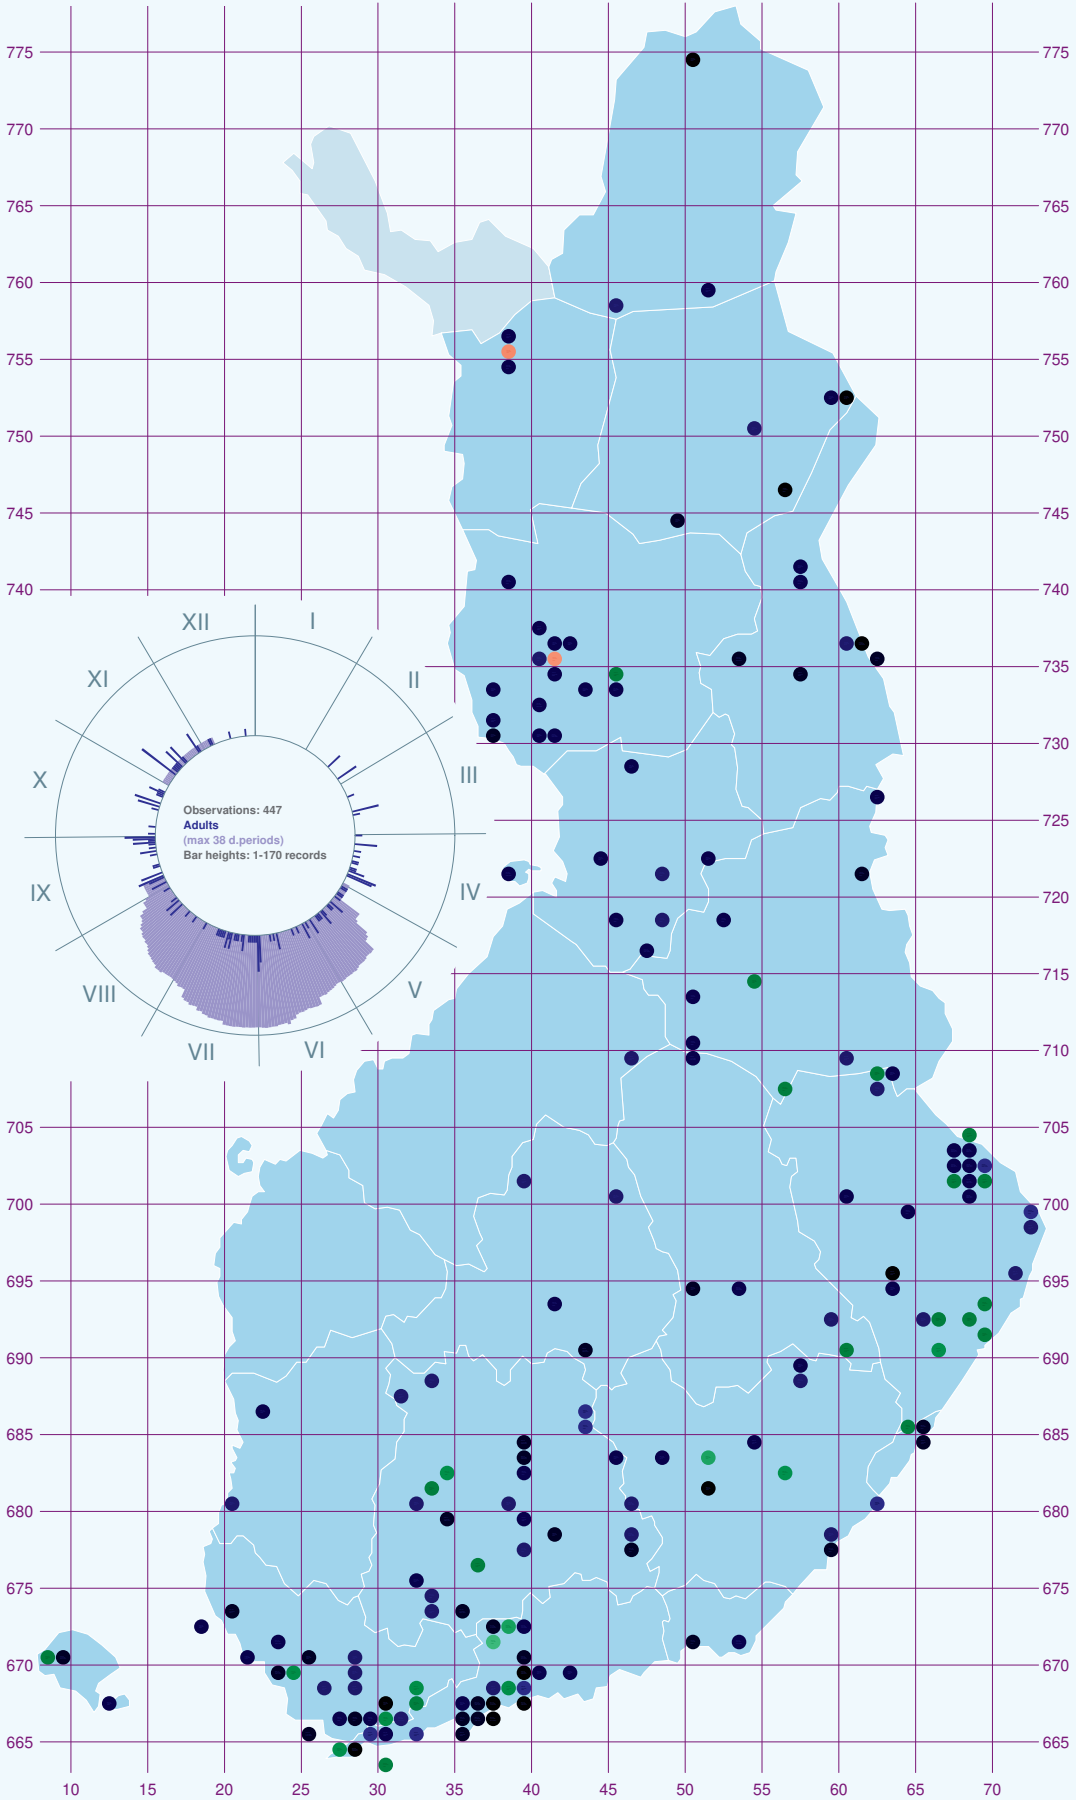 775 775
770 770
765 765
760 760
755 755
750 750
745 745
740 740
XII I
XI II
735
X III
730
725
Observations: 447
Adults
(max 38 d.periods)
Bar heights: 1-170 records
IX IV
720
715
VIII V
VII VI
710
705 705
700 700
695 695
690 690
685 685
680 680
675 675
670 670
665 665
10 15 20 25 30 35 40 45 50 55 60 65 70